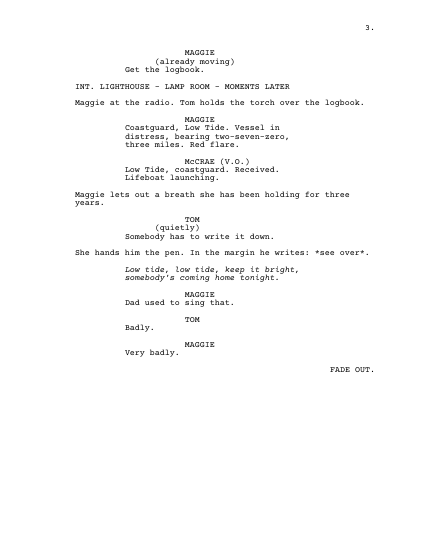 3.
MAGGIE
(already moving)
Get the logbook.
INT. LIGHTHOUSE - LAMP ROOM - MOMENTS LATER
Maggie at the radio. Tom holds the torch over the logbook.
MAGGIE
Coastguard, Low Tide. Vessel in
distress, bearing two-seven-zero,
three miles. Red flare.
McCRAE (V.O.)
Low Tide, coastguard. Received.
Lifeboat launching.
Maggie lets out a breath she has been holding for three
years.
TOM
(quietly)
Somebody has to write it down.
She hands him the pen. In the margin he writes: *see over*.
Low tide, low tide, keep it bright,
somebody's coming home tonight.
MAGGIE
Dad used to sing that.
TOM
Badly.
MAGGIE
Very badly.
FADE OUT.